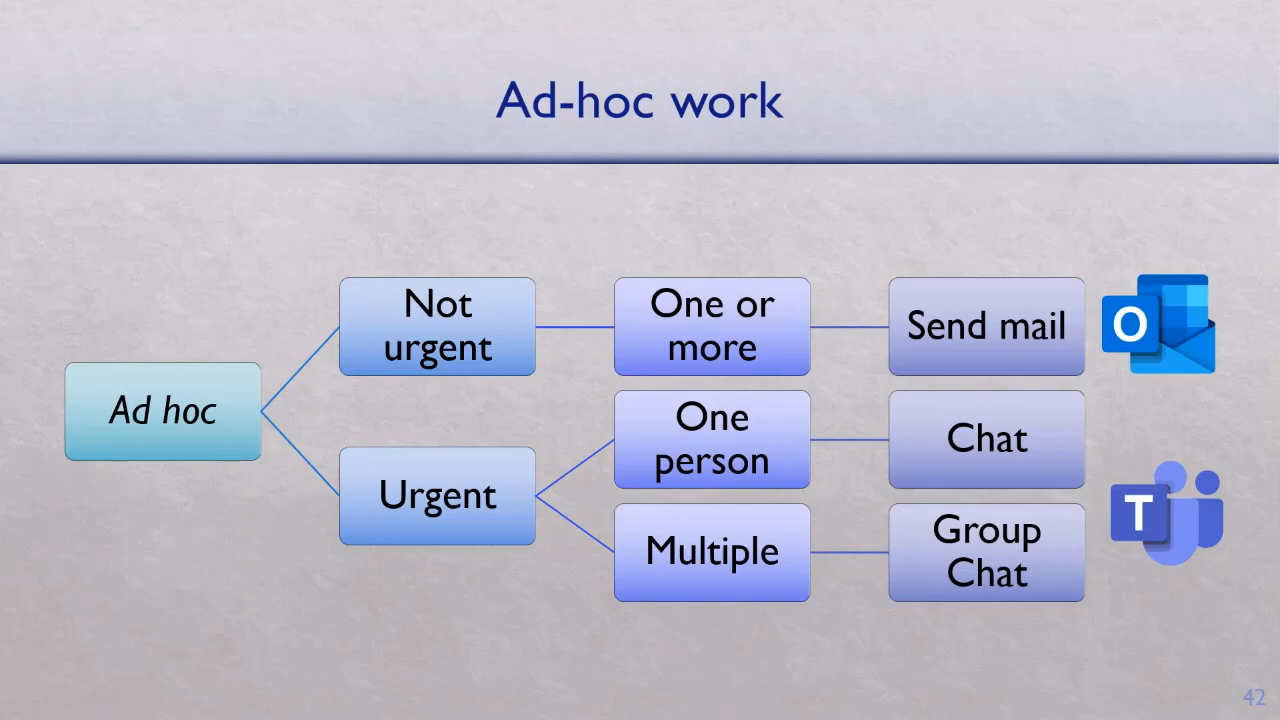 Ad-hoc work
Ad hoc
Not
urgent
One or
more
Send mail
O
Urgent
One
person
Chat
Multiple
Group
Chat
T
42